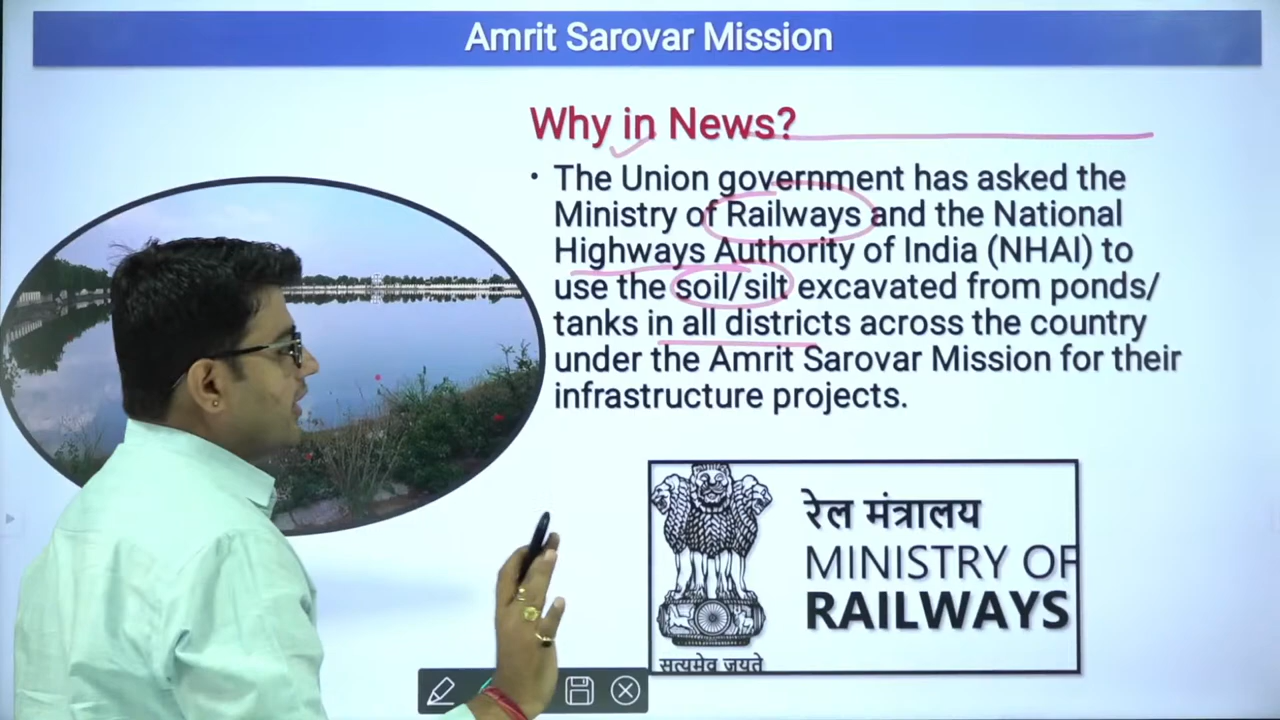 Amrit Sarovar Mission
Why in News?
• The Union government has asked the
Ministry of Railways and the National
Highways Authority of India (NHAI) to
use the soil/silt excavated from ponds/
tanks in all districts across the country
under the Amrit Sarovar Mission for their
infrastructure projects.
रेल मंत्रालय
MINISTRY OF
RAILWAYS
सत्यमेव जयते